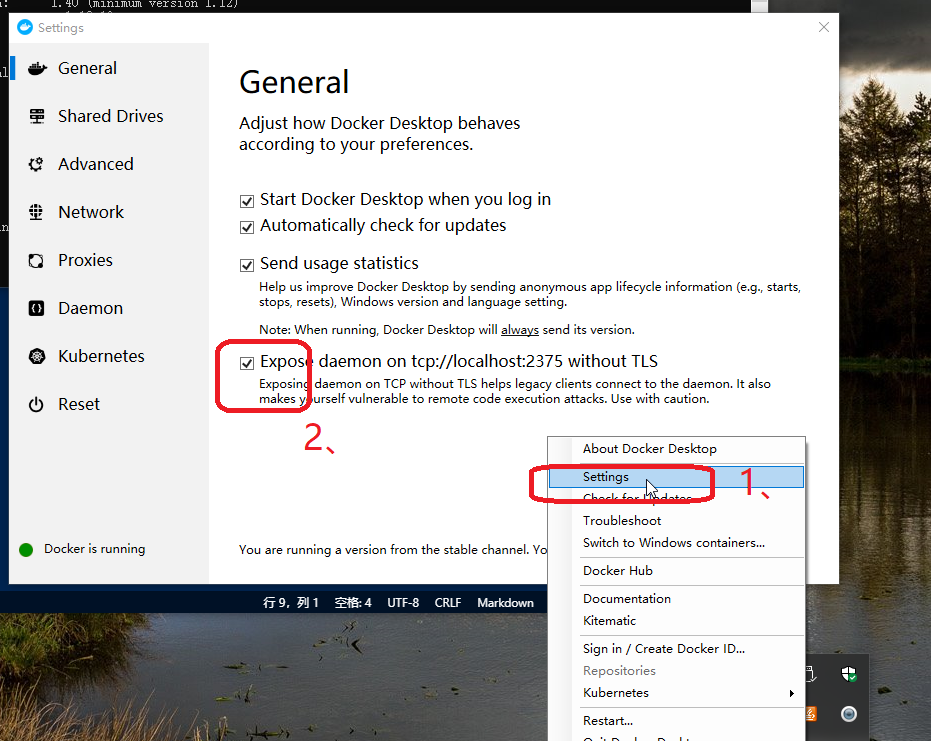 1.40 (minimum version 1.12)
Settings
General
Shared Drives
Advanced
Network
Proxies
Daemon
Kubernetes
Reset
Docker is running
General
Adjust how Docker Desktop behaves
according to your preferences.
Start Docker Desktop when you log in
Automatically check for updates
Send usage statistics
Help us improve Docker Desktop by sending anonymous app lifecycle information (e.g., starts,
stops, resets), Windows version and language setting.
Note: When running, Docker Desktop will always send its version.
Expose daemon on tcp://localhost:2375 without TLS
Exposing daemon on TCP without TLS helps legacy clients connect to the daemon. It also
makes yourself vulnerable to remote code execution attacks. Use with caution.
2、
You are running a version from the stable channel. Yo
About Docker Desktop
Settings
1、
Check for Updates
Troubleshoot
Switch to Windows containers...
Docker Hub
Documentation
Kitematic
Sign in / Create Docker ID...
Repositories
Kubernetes
Restart...
Quit Docker Desktop
行 9，列 1 空格: 4 UTF-8 CRLF Markdown